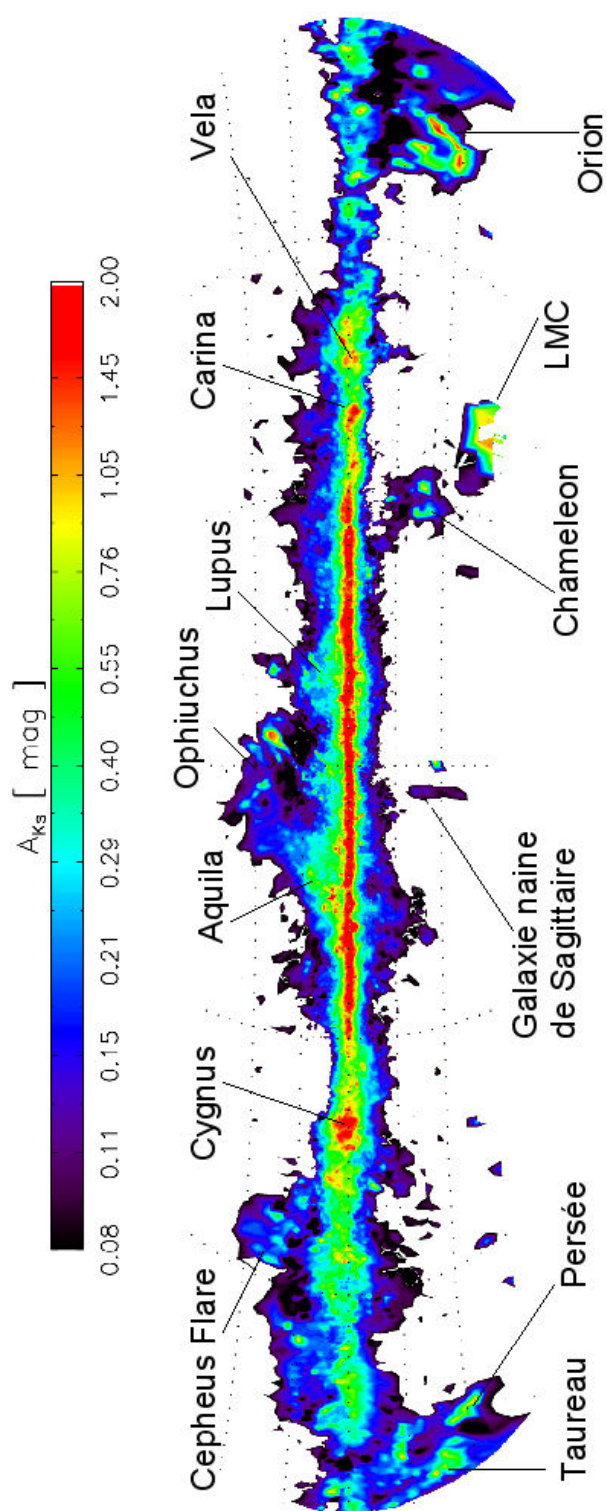 A_Ks [ mag ]
0.08 0.11 0.15 0.21 0.29 0.40 0.55 0.76 1.05 1.45 2.00
Cepheus Flare
Cygnus
Aquila
Ophiuchus
Lupus
Carina
Vela
Taureau
Persée
Galaxie naine
de Sagittaire
Chameleon
LMC
Orion